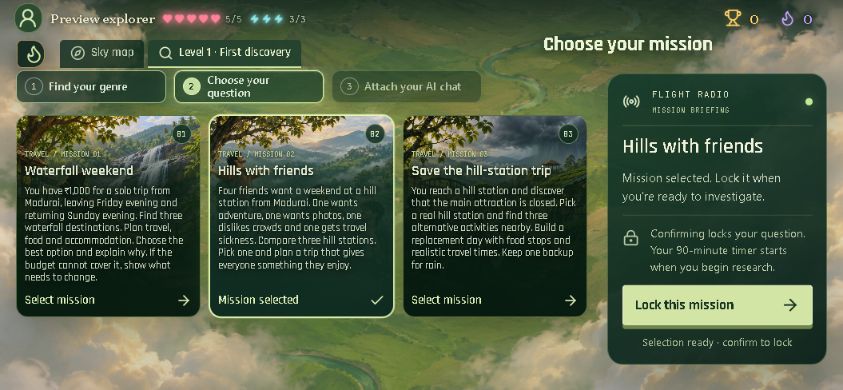 Preview explorer 5/5 3/3
0 0
Sky map
Level 1 · First discovery
Choose your mission
1 Find your genre
2 Choose your
question
3 Attach your AI chat
TRAVEL / MISSION 01
01
Waterfall weekend
You have ₹1,000 for a solo trip from
Madurai, leaving Friday evening and
returning Sunday evening. Find three
waterfall destinations. Plan travel,
food and accommodation. Choose the
best option and explain why. If the
budget cannot cover it, show what
needs to change.
Select mission
TRAVEL / MISSION 02
02
Hills with friends
Four friends want a weekend at a hill
station from Madurai. One wants
adventure, one wants photos, one
dislikes crowds and one gets travel
sickness. Compare three hill stations.
Pick one and plan a trip that gives
everyone something they enjoy.
Mission selected
TRAVEL / MISSION 03
03
Save the hill-station trip
You reach a hill station and discover
that the main attraction is closed. Pick
a real hill station and find three
alternative activities nearby. Build a
replacement day with food stops and
realistic travel times. Keep one backup
for rain.
Select mission
FLIGHT RADIO
MISSION BRIEFING
Hills with friends
Mission selected. Lock it when
you're ready to investigate.
Confirming locks your question.
Your 90-minute timer starts
when you begin research.
Lock this mission
Selection ready · confirm to lock